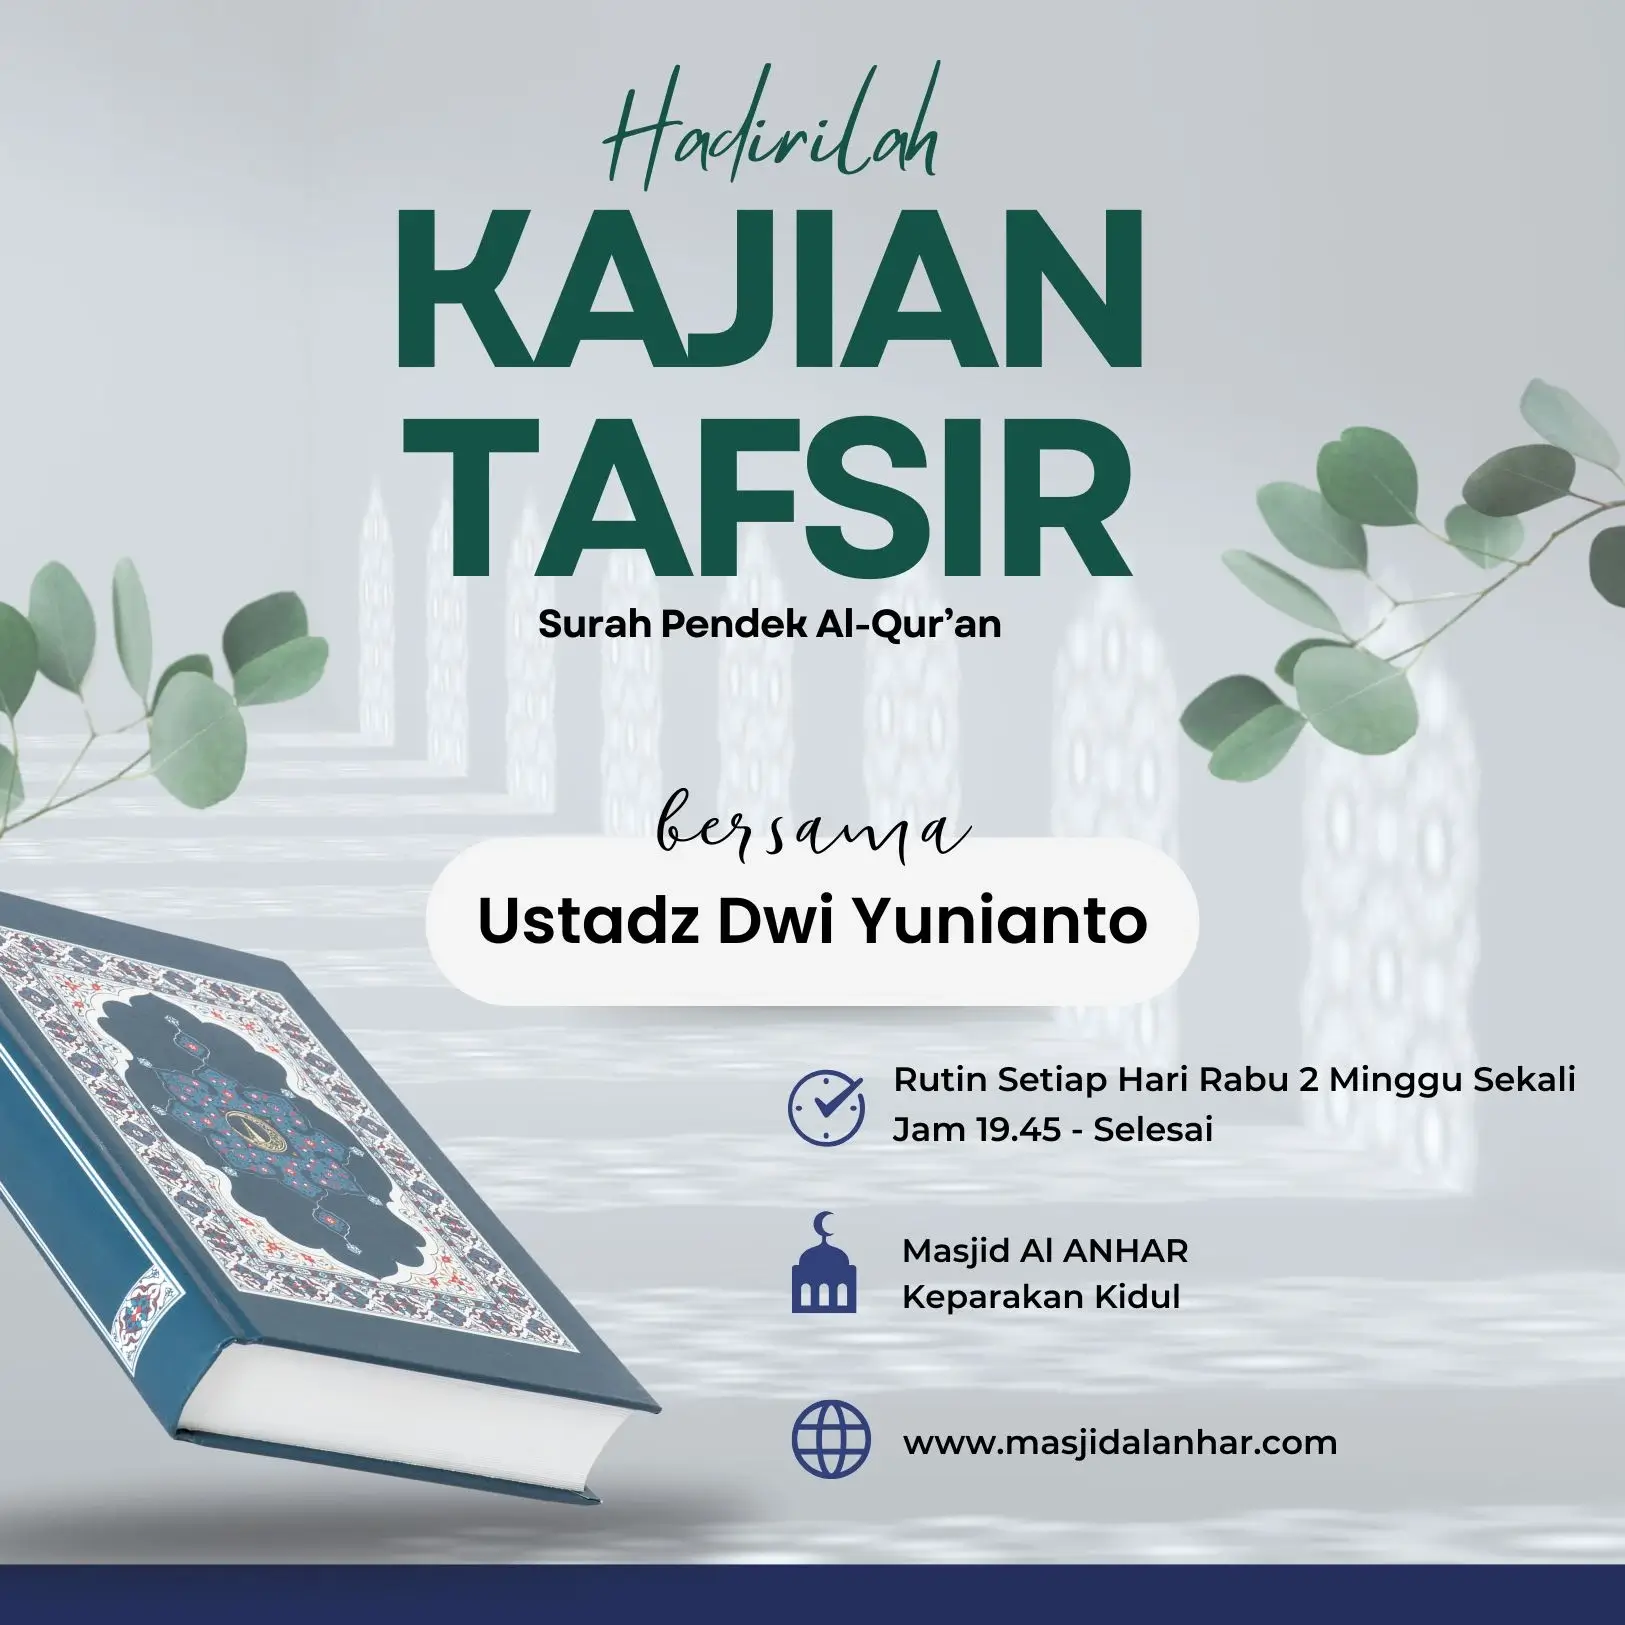 Hadirilah
KAJIAN
TAFSIR
Surah Pendek Al-Qur’an
bersama
Ustadz Dwi Yunianto
Rutin Setiap Hari Rabu 2 Minggu Sekali
Jam 19.45 - Selesai
Masjid Al ANHAR
Keparakan Kidul
www.masjidalanhar.com